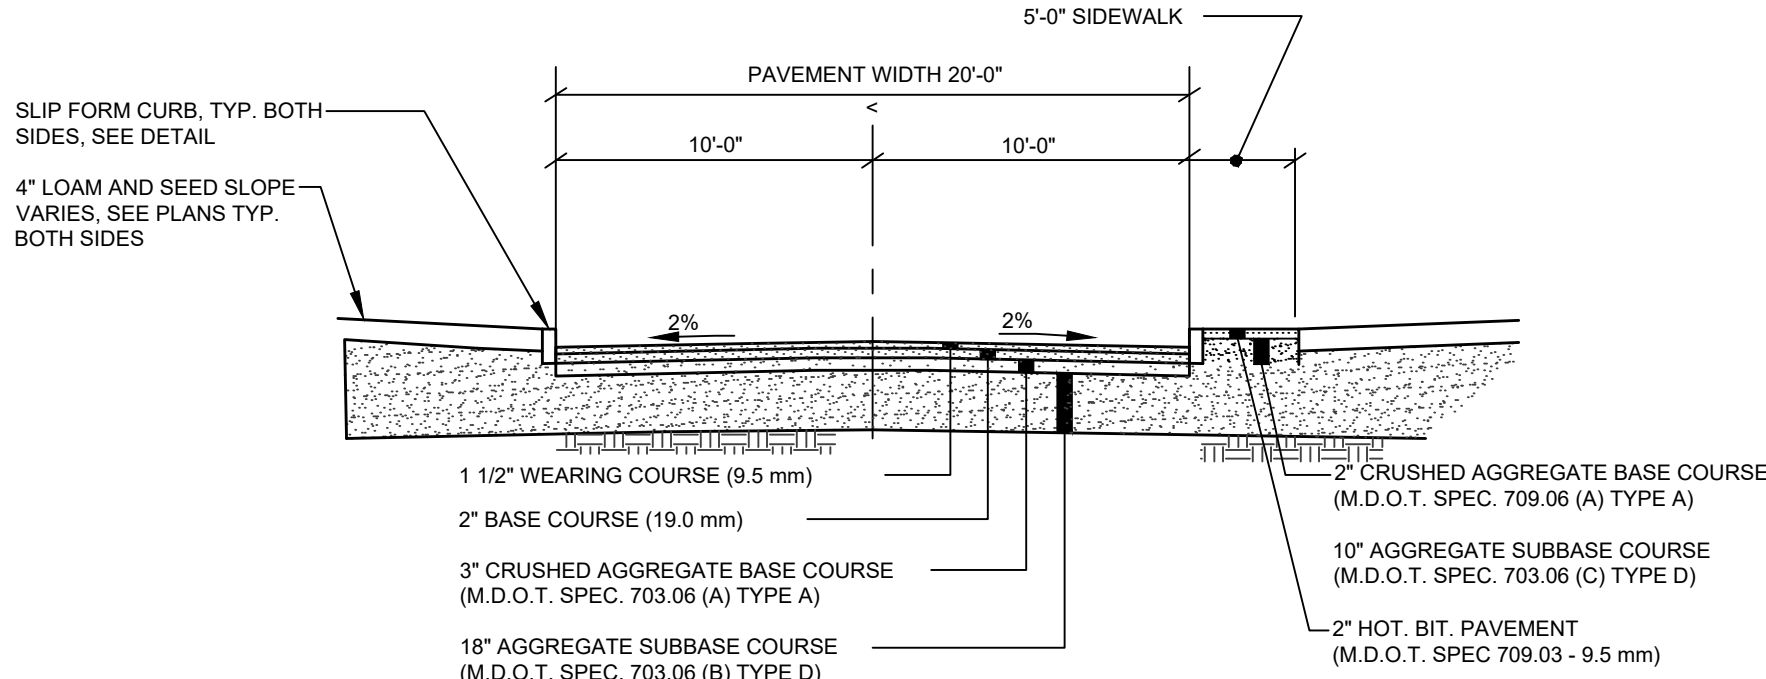 5'-0" SIDEWALK
PAVEMENT WIDTH 20'-0"
SLIP FORM CURB, TYP. BOTH
SIDES, SEE DETAIL
10'-0"
10'-0"
4" LOAM AND SEED SLOPE
VARIES, SEE PLANS TYP.
BOTH SIDES
2%
2%
1 1/2" WEARING COURSE (9.5 mm)
2" BASE COURSE (19.0 mm)
3" CRUSHED AGGREGATE BASE COURSE
(M.D.O.T. SPEC. 703.06 (A) TYPE A)
18" AGGREGATE SUBBASE COURSE
(M.D.O.T. SPEC. 703.06 (B) TYPE D)
2" CRUSHED AGGREGATE BASE COURSE
(M.D.O.T. SPEC. 709.06 (A) TYPE A)
10" AGGREGATE SUBBASE COURSE
(M.D.O.T. SPEC. 703.06 (C) TYPE D)
2" HOT. BIT. PAVEMENT
(M.D.O.T. SPEC 709.03 - 9.5 mm)